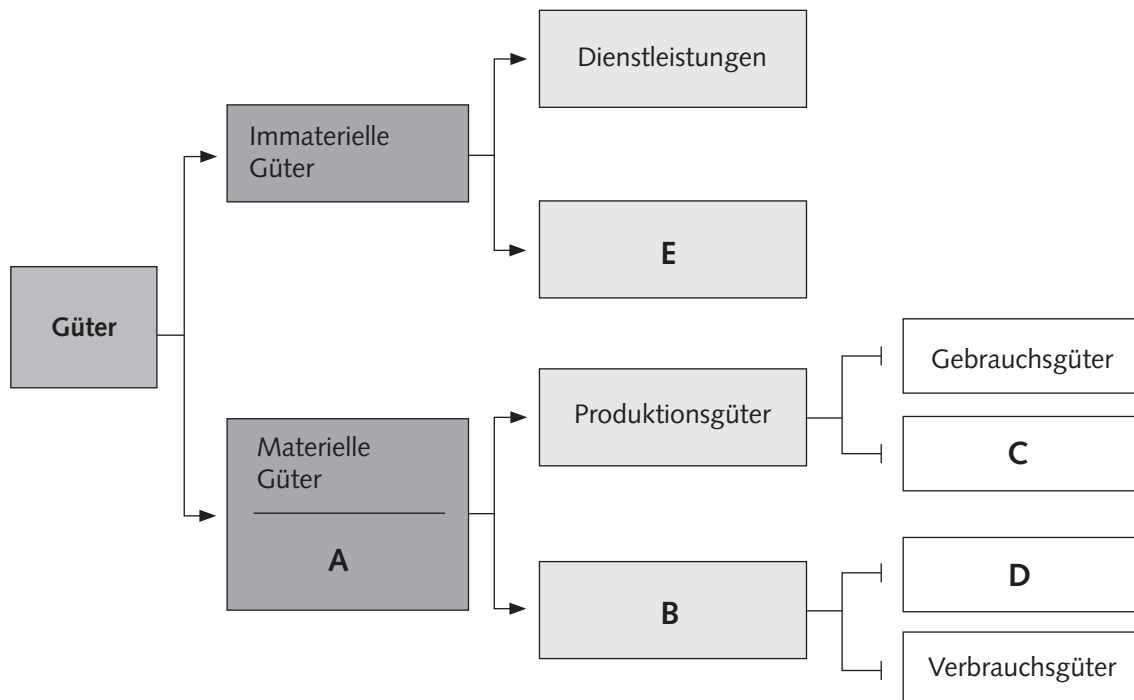 Dienstleistungen
Immaterielle
Güter
E
Güter
Gebrauchsgüter
Produktionsgüter
C
Materielle
Güter
A
D
B
Verbrauchsgüter